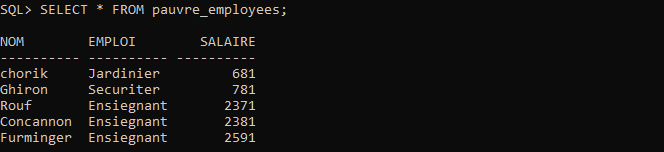 SQL> SELECT * FROM pauvre_employees;
NOM EMPLOI SALAIRE
---------- ---------- ----------
chorik Jardinier 681
Ghiron Securiter 781
Rouf Ensiegnant 2371
Concannon Ensiegnant 2381
Furminger Ensiegnant 2591